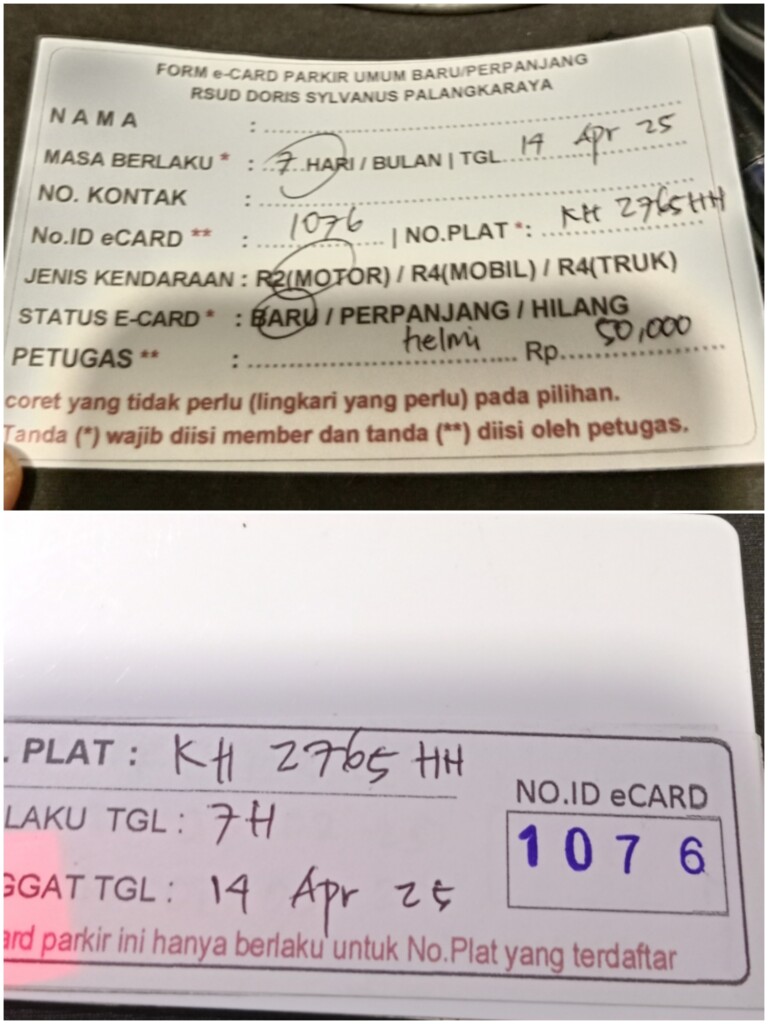 FORM e-CARD PARKIR UMUM BARU/PERPANJANG
RSUD DORIS SYLVANUS PALANGKARAYA
NAMA :
MASA BERLAKU * : 7 HARI / BULAN | TGL 14 Apr 25
NO. KONTAK :
No.ID eCARD ** : 1076 | NO.PLAT *: KH 2765 HH
JENIS KENDARAAN : R2(MOTOR) / R4(MOBIL) / R4(TRUK)
STATUS E-CARD * : BARU / PERPANJANG / HILANG
PETUGAS ** : helmi Rp. 50,000
coret yang tidak perlu (lingkari yang perlu) pada pilihan.
Tanda (*) wajib diisi member dan tanda (**) diisi oleh petugas.
. PLAT : KH 2765 HH
LAKU TGL : 7H
GGAT TGL : 14 Apr 25
NO.ID eCARD
1076
ard parkir ini hanya berlaku untuk No.Plat yang terdaftar